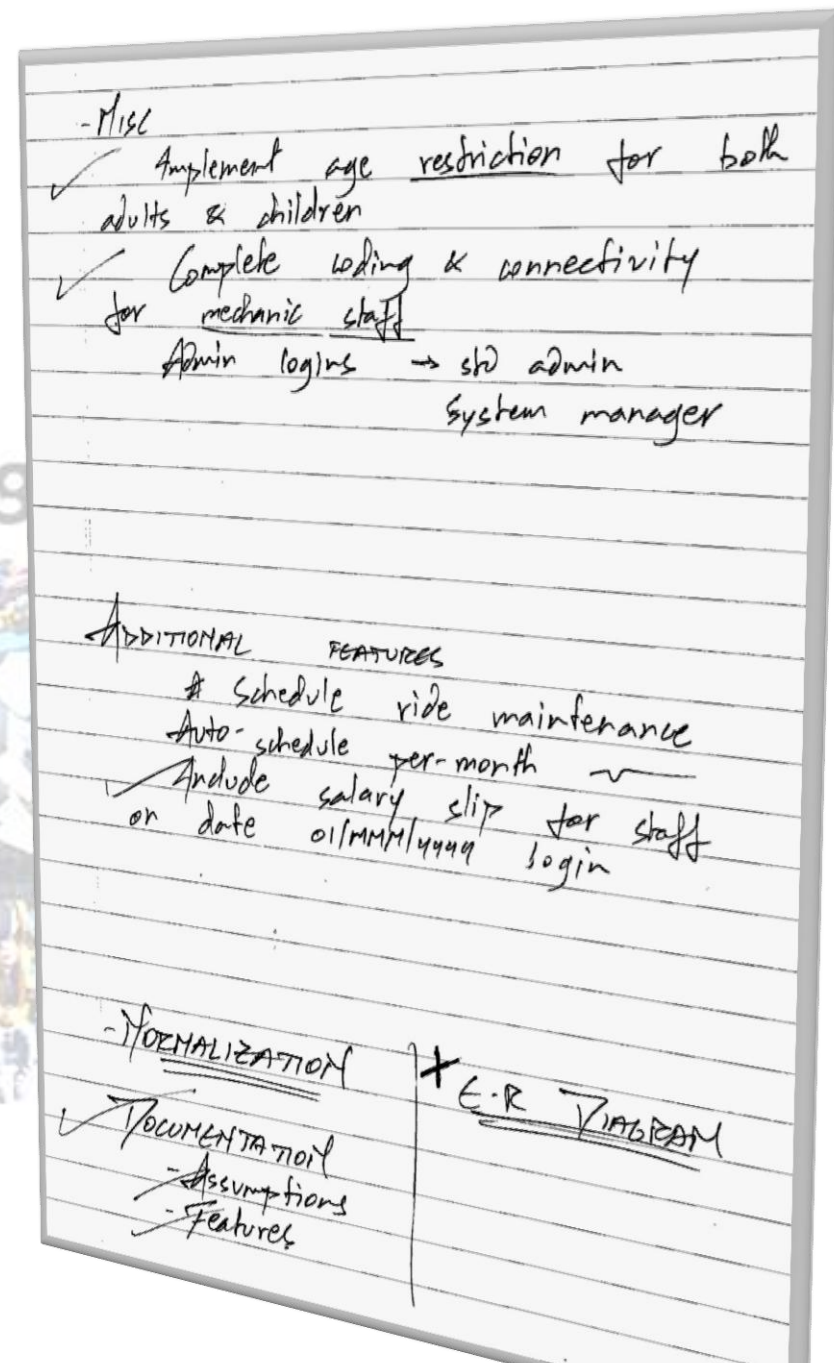 - Misc
✓ Implement age restriction for both
adults & children
✓ Complete coding & connectivity
for mechanic staff
Admin logins → std admin
System manager
ADDITIONAL FEATURES
# Schedule ride maintenance
Auto-schedule per-month
✓ Include salary slip for staff
on date 01/MMM/yyyy login
- NORMALIZATION
+ E-R DIAGRAM
✓ DOCUMENTATION
- Assumptions
- Features